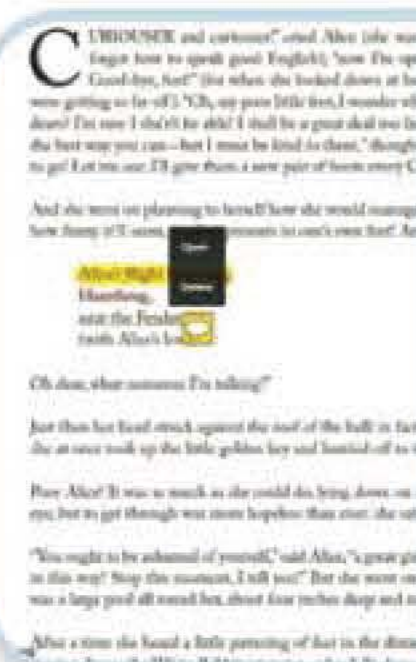 CURIOUSER and curiouser!" cried Alice (she was
forgot how to speak good English); "now I'm op
Good-bye, feet!" (for when she looked down at h
were getting so far off). "Oh, my poor little feet, I wonder w
dears? I'm sure I shan't be able! I shall be a great deal too
the best way you can—but I must be kind to them," though
to go! Let me see: I'll give them a new pair of boots every C
And she went on planning to herself how she would manag
how funny it'll seem, presents to one's own feet! An
Open
Delete
Alice's Right
Hearthrug,
near the Fender
(with Alice's lo
Oh dear, what nonsense I'm talking!"
Just then her head struck against the roof of the hall: in fact
she at once took up the little golden key and hurried off to
Poor Alice! It was as much as she could do, lying down on
eye; but to get through was more hopeless than ever: she
"You ought to be ashamed of yourself," said Alice, "a great g
in this way! Stop this moment, I tell you!" But she went on
was a large pool all round her, about four inches deep and
After a time she heard a little pattering of feet in the dista